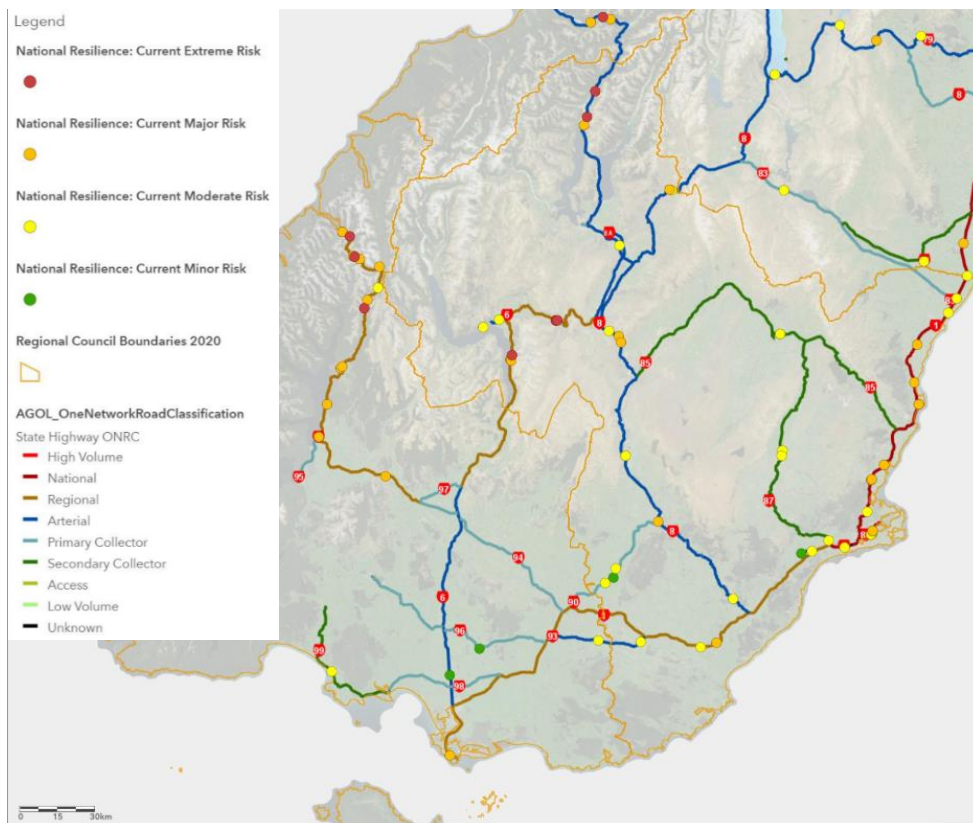 Legend
National Resilience: Current Extreme Risk
National Resilience: Current Major Risk
National Resilience: Current Moderate Risk
National Resilience: Current Minor Risk
Regional Council Boundaries 2020
AGOL_OneNetworkRoadClassification
State Highway ONRC
High Volume
National
Regional
Arterial
Primary Collector
Secondary Collector
Access
Low Volume
Unknown
79
8
8
83
8A
83
1
6
8
85
85
95
97
87
8
94
6
90
1
96
93
99
98
0 15 30km